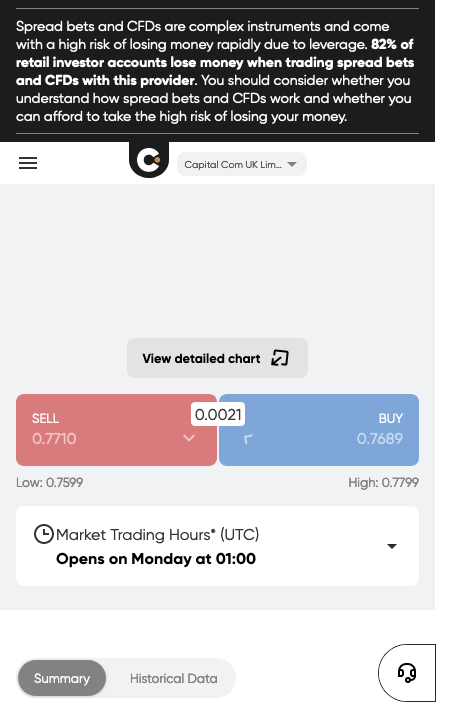 Spread bets and CFDs are complex instruments and come
with a high risk of losing money rapidly due to leverage. 82% of
retail investor accounts lose money when trading spread bets
and CFDs with this provider. You should consider whether you
understand how spread bets and CFDs work and whether you
can afford to take the high risk of losing your money.
Capital Com UK Lim...
View detailed chart
SELL
0.7710
0.0021
BUY
0.7689
Low: 0.7599
High: 0.7799
Market Trading Hours* (UTC)
Opens on Monday at 01:00
Summary
Historical Data